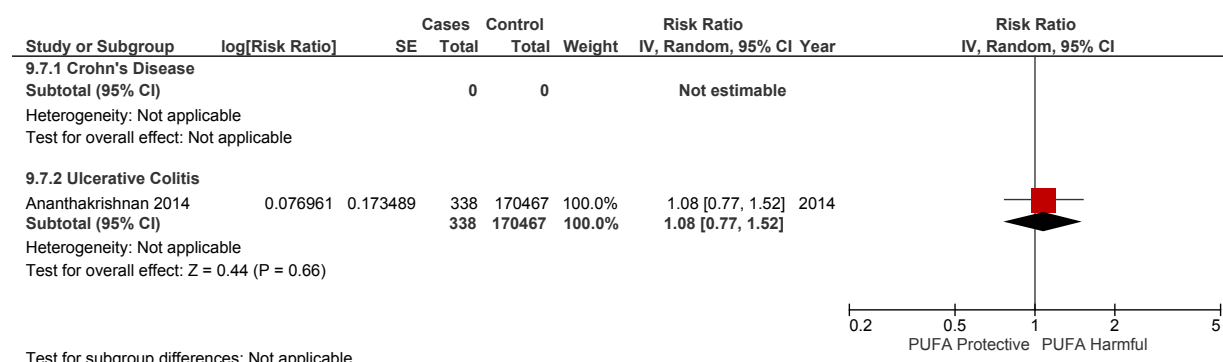 Cases Control Risk Ratio Risk Ratio
Study or Subgroup log[Risk Ratio] SE Total Total Weight IV, Random, 95% CI Year IV, Random, 95% CI
9.7.1 Crohn's Disease
Subtotal (95% CI) 0 0 Not estimable
Heterogeneity: Not applicable
Test for overall effect: Not applicable
9.7.2 Ulcerative Colitis
Ananthakrishnan 2014 0.076961 0.173489 338 170467 100.0% 1.08 [0.77, 1.52] 2014
Subtotal (95% CI) 338 170467 100.0% 1.08 [0.77, 1.52]
Heterogeneity: Not applicable
Test for overall effect: Z = 0.44 (P = 0.66)
0.2 0.5 1 2 5
PUFA Protective PUFA Harmful
Test for subgroup differences: Not applicable